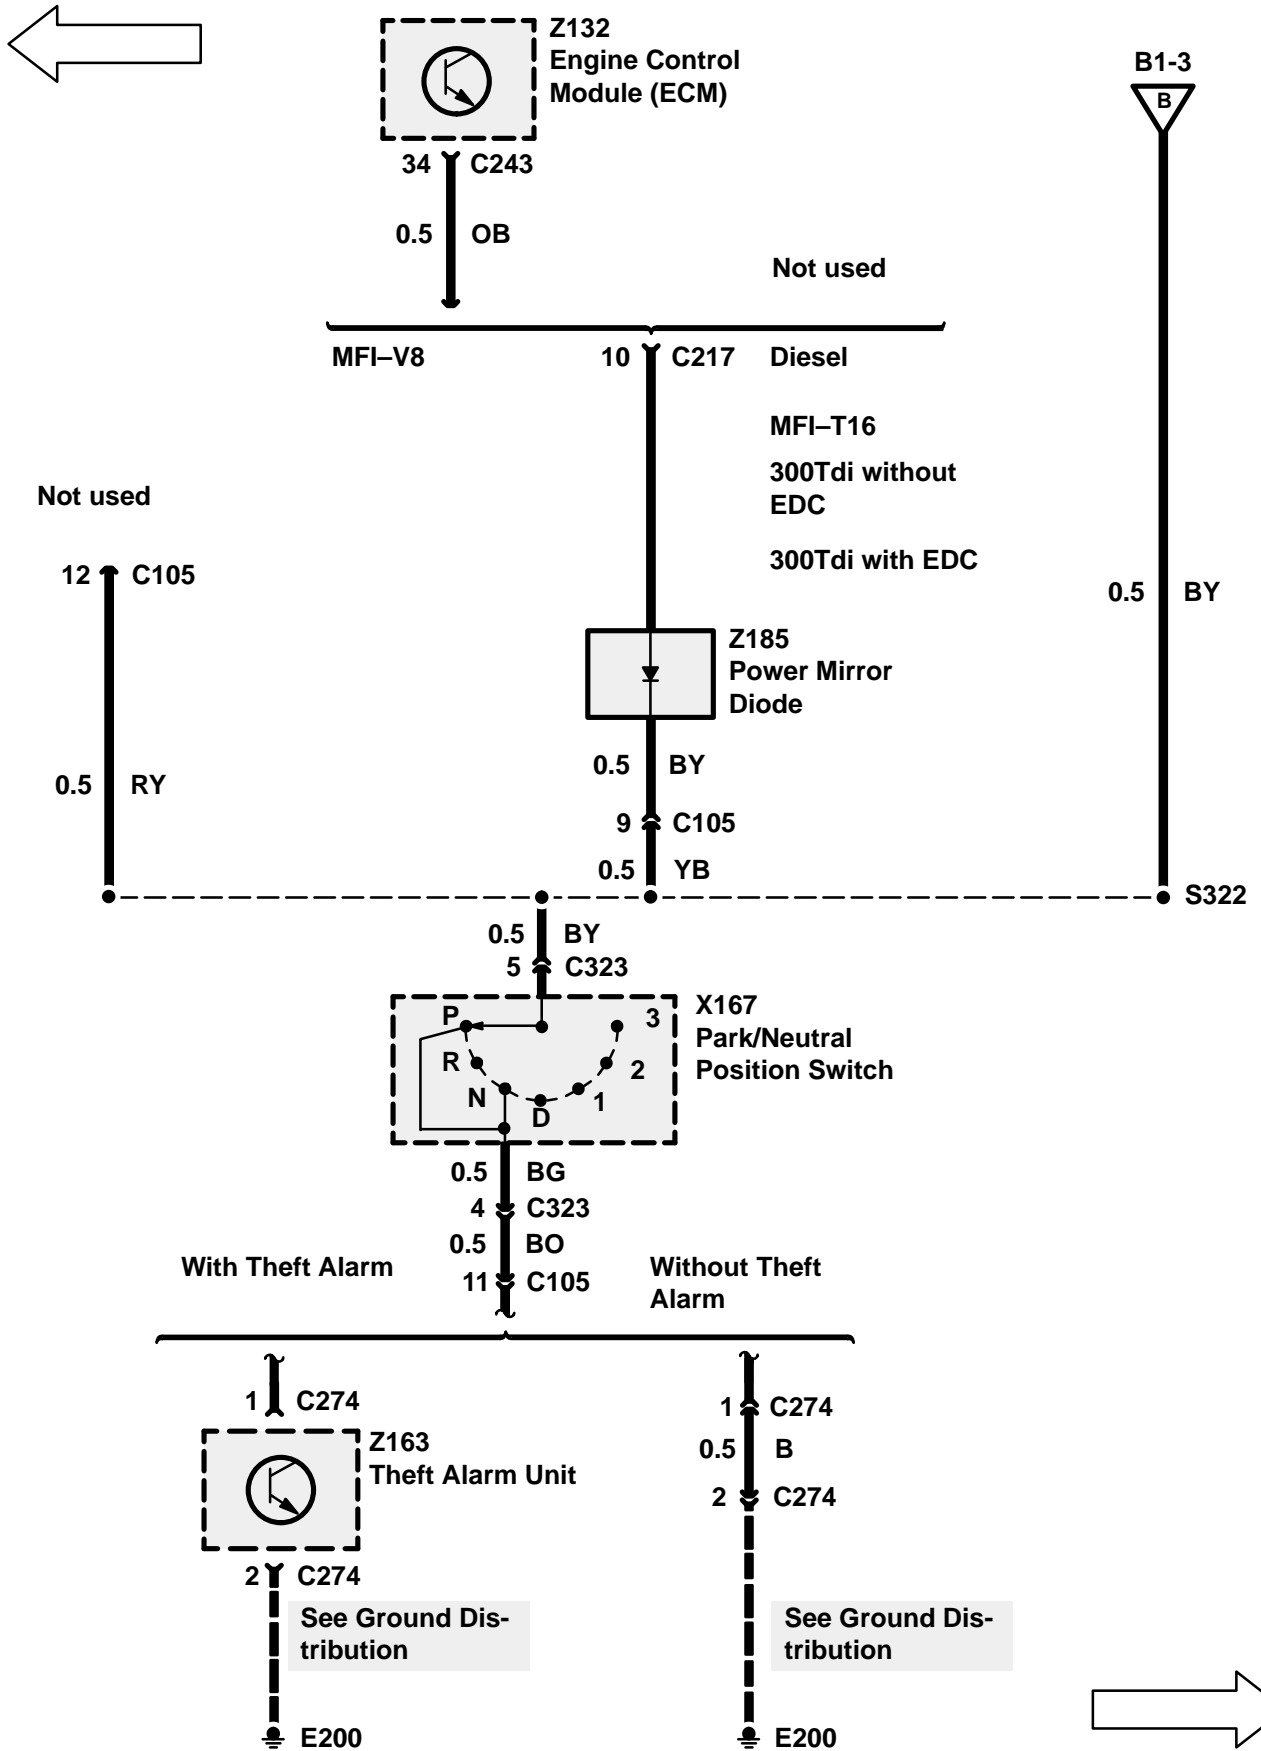 Z132
Engine Control
Module (ECM)
B1-3
B
34 C243
0.5 OB
Not used
MFI–V8
10 C217 Diesel
MFI–T16
300Tdi without
EDC
300Tdi with EDC
Not used
12 C105
0.5 BY
Z185
Power Mirror
Diode
0.5 RY
0.5 BY
9 C105
0.5 YB
S322
0.5 BY
5 C323
X167
Park/Neutral
Position Switch
P
R
N
D
1
2
3
0.5 BG
4 C323
0.5 BO
11 C105
With Theft Alarm
Without Theft
Alarm
1 C274
Z163
Theft Alarm Unit
2 C274
See Ground Dis-
tribution
E200
1 C274
0.5 B
2 C274
See Ground Dis-
tribution
E200